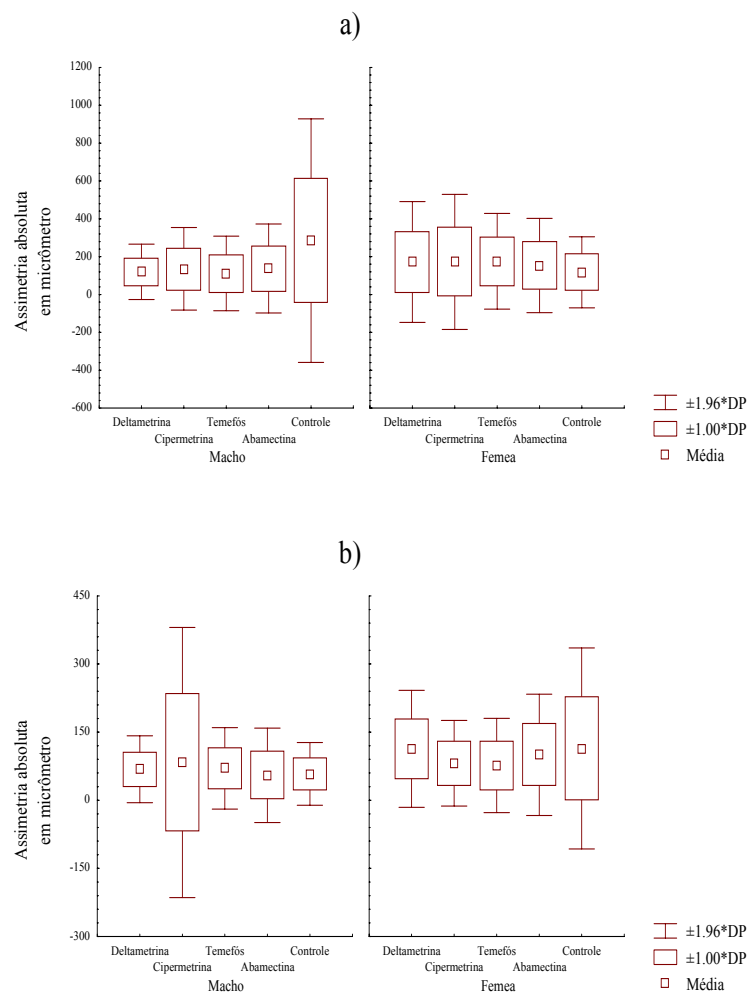 a)
1200
1000
800
600
400
200
0
-200
-400
-600
Assimetria absoluta
em micrômetro
Deltametrina
Cipermetrina
Temefós
Abamectina
Controle
Macho
Deltametrina
Cipermetrina
Temefós
Abamectina
Controle
Femea
±1.96*DP
±1.00*DP
Média
b)
450
300
150
0
-150
-300
Assimetria absoluta
em micrômetro
Deltametrina
Cipermetrina
Temefós
Abamectina
Controle
Macho
Deltametrina
Cipermetrina
Temefós
Abamectina
Controle
Femea
±1.96*DP
±1.00*DP
Média